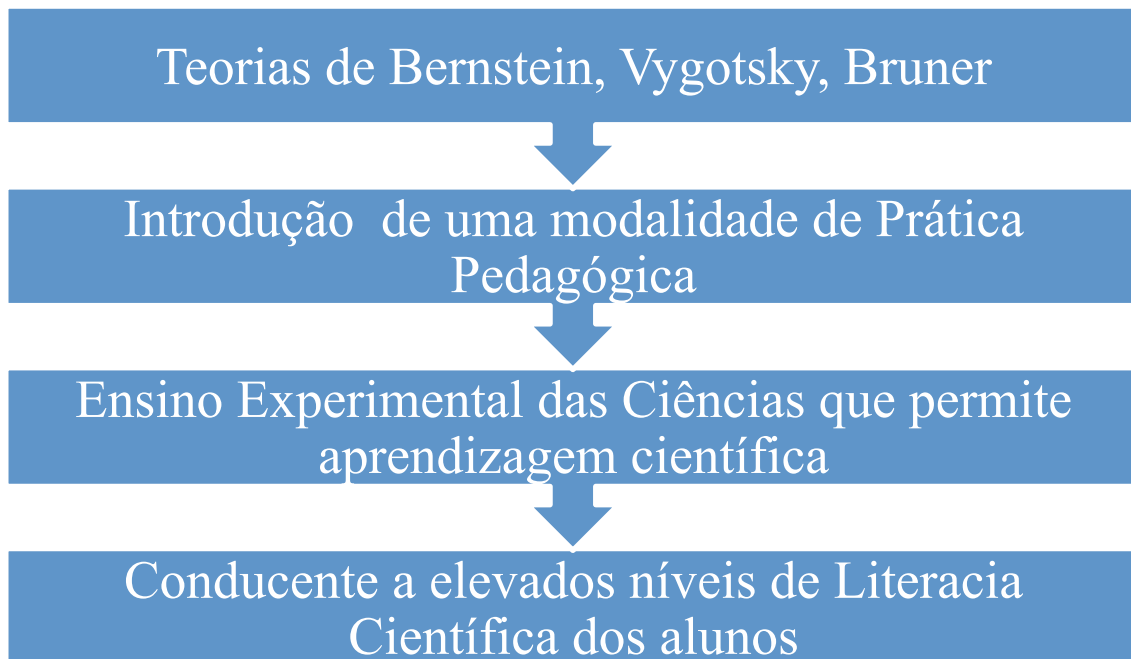 Teorias de Bernstein, Vygotsky, Bruner
Introdução de uma modalidade de Prática
Pedagógica
Ensino Experimental das Ciências que permite
aprendizagem científica
Conducente a elevados níveis de Literacia
Científica dos alunos